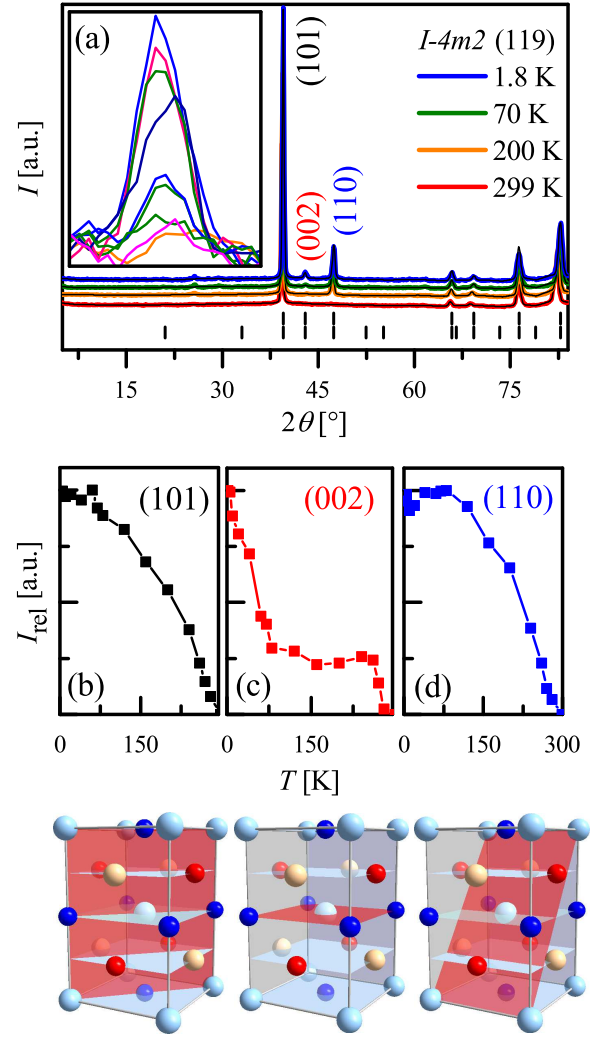 (a)
(101)
(002)
(110)
I-4m2 (119)
1.8 K
70 K
200 K
299 K
I [a.u.]
15 30 45 60 75
2θ [°]
(101) (002) (110)
I_rel [a.u.]
(b) (c) (d)
0 150 0 150 0 150 300
T [K]